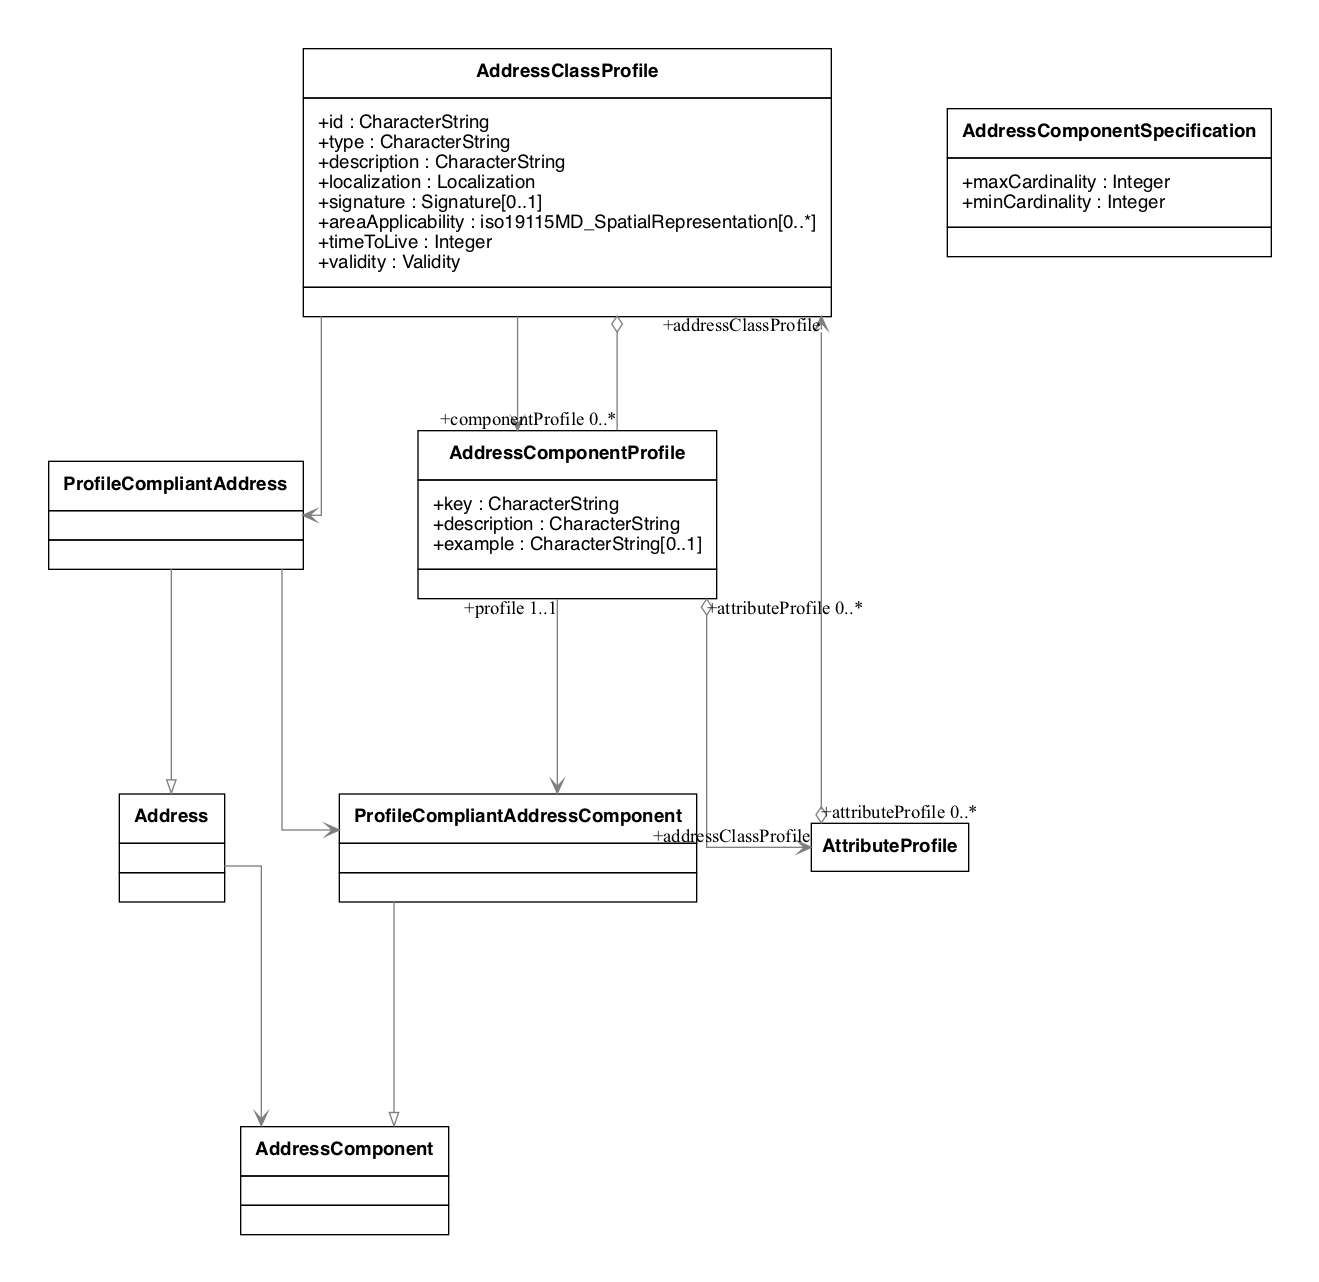 AddressClassProfile
+id : CharacterString
+type : CharacterString
+description : CharacterString
+localization : Localization
+signature : Signature[0..1]
+areaApplicability : iso19115MD_SpatialRepresentation[0..*]
+timeToLive : Integer
+validity : Validity
AddressComponentSpecification
+maxCardinality : Integer
+minCardinality : Integer
+addressClassProfile
+componentProfile 0..*
AddressComponentProfile
+key : CharacterString
+description : CharacterString
+example : CharacterString[0..1]
ProfileCompliantAddress
+profile 1..1
+attributeProfile 0..*
Address
ProfileCompliantAddressComponent
+attributeProfile 0..*
+addressClassProfile
AttributeProfile
AddressComponent